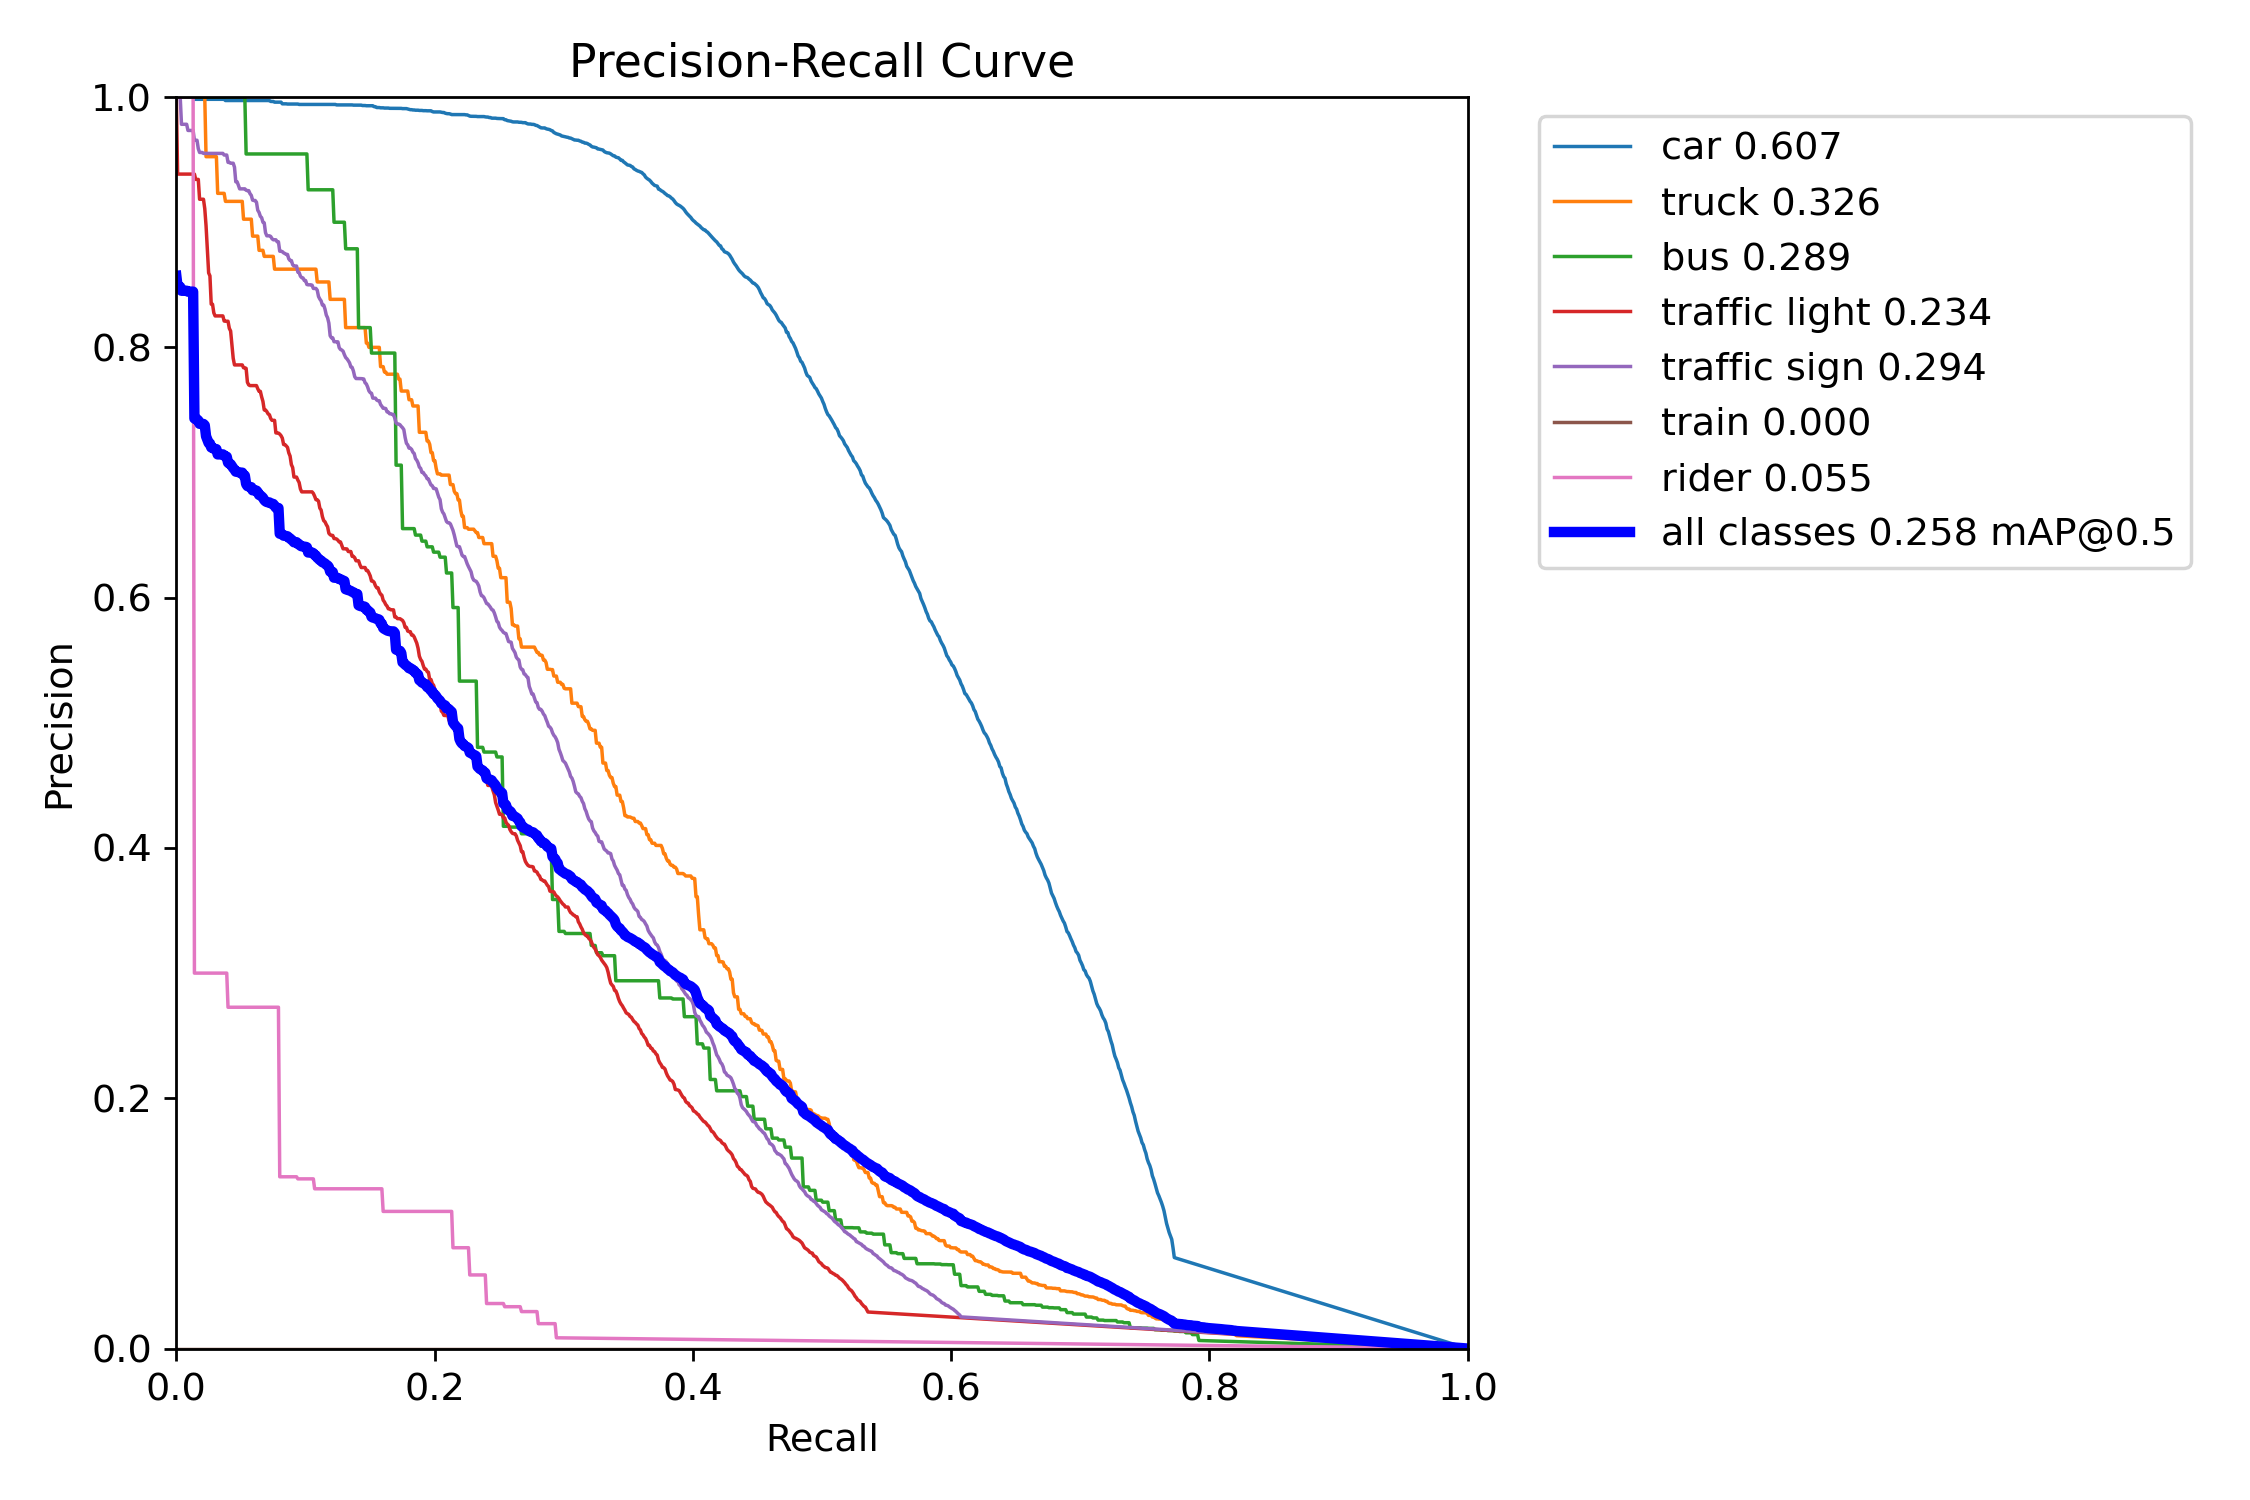 Precision-Recall Curve
1.0
0.8
0.6
0.4
0.2
0.0
Precision
0.0 0.2 0.4 0.6 0.8 1.0
Recall
car 0.607
truck 0.326
bus 0.289
traffic light 0.234
traffic sign 0.294
train 0.000
rider 0.055
all classes 0.258 mAP@0.5